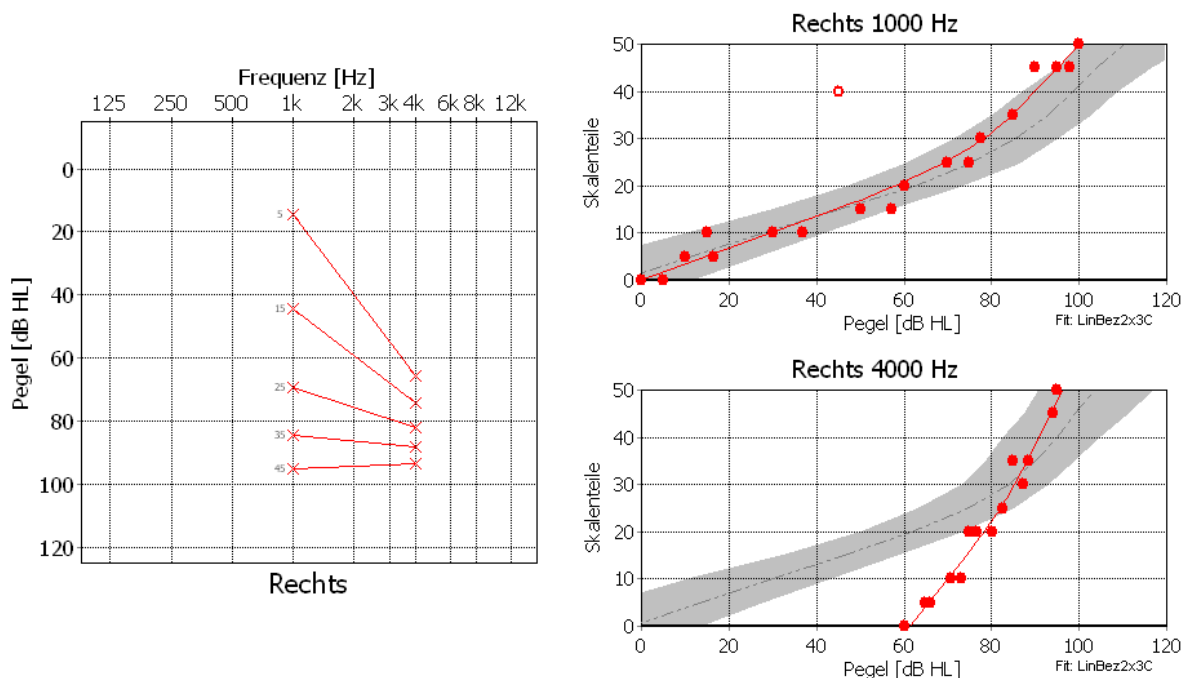 Frequenz [Hz]
125 250 500 1k 2k 3k 4k 6k 8k 12k
Pegel [dB HL]
0
20
40
60
80
100
120
5
15
25
35
45
Rechts
Rechts 1000 Hz
Skalenteile
50
40
30
20
10
0
0 20 40 60 80 100 120
Pegel [dB HL]
Fit: LinBez2x3C
Rechts 4000 Hz
Skalenteile
50
40
30
20
10
0
0 20 40 60 80 100 120
Pegel [dB HL]
Fit: LinBez2x3C